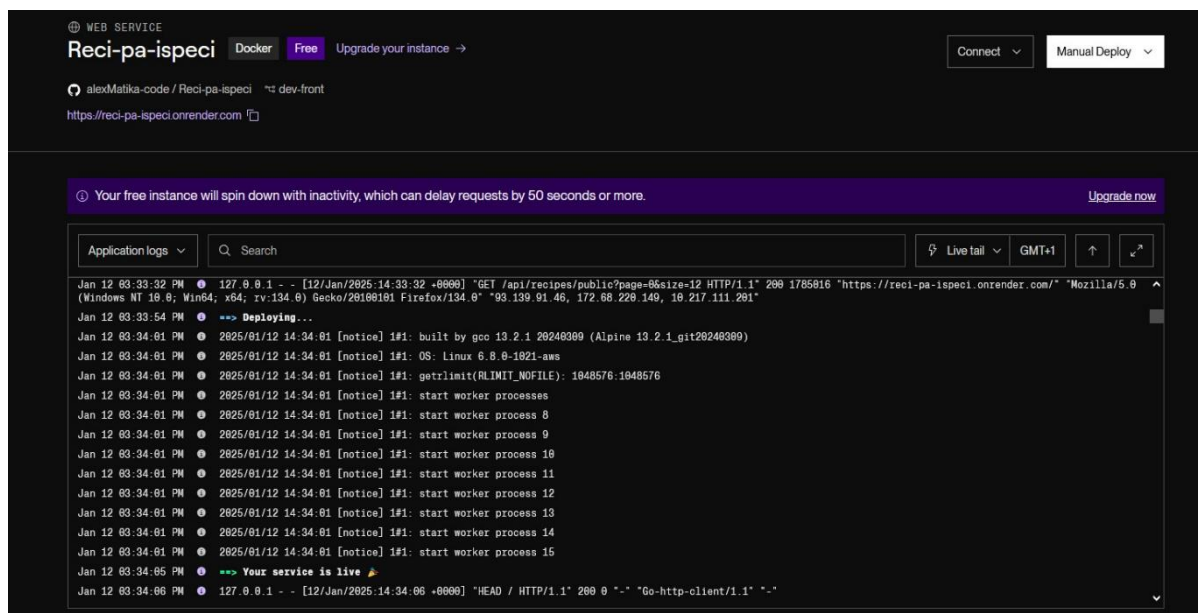 WEB SERVICE
Reci-pa-ispeci Docker Free Upgrade your instance →
Connect Manual Deploy
alexMatika-code / Reci-pa-ispeci dev-front
https://reci-pa-ispeci.onrender.com
Your free instance will spin down with inactivity, which can delay requests by 50 seconds or more. Upgrade now
Application logs Search Live tail GMT+1
Jan 12 03:33:32 PM 127.0.0.1 - - [12/Jan/2025:14:33:32 +0000] "GET /api/recipes/public?page=0&size=12 HTTP/1.1" 200 1785016 "https://reci-pa-ispeci.onrender.com/" "Mozilla/5.0
(Windows NT 10.0; Win64; x64; rv:134.0) Gecko/20100101 Firefox/134.0" "93.139.91.46, 172.68.220.149, 10.217.111.201"
Jan 12 03:33:54 PM ==> Deploying...
Jan 12 03:34:01 PM 2025/01/12 14:34:01 [notice] 1#1: built by gcc 13.2.1 20240309 (Alpine 13.2.1_git20240309)
Jan 12 03:34:01 PM 2025/01/12 14:34:01 [notice] 1#1: OS: Linux 6.8.0-1021-aws
Jan 12 03:34:01 PM 2025/01/12 14:34:01 [notice] 1#1: getrlimit(RLIMIT_NOFILE): 1048576:1048576
Jan 12 03:34:01 PM 2025/01/12 14:34:01 [notice] 1#1: start worker processes
Jan 12 03:34:01 PM 2025/01/12 14:34:01 [notice] 1#1: start worker process 8
Jan 12 03:34:01 PM 2025/01/12 14:34:01 [notice] 1#1: start worker process 9
Jan 12 03:34:01 PM 2025/01/12 14:34:01 [notice] 1#1: start worker process 10
Jan 12 03:34:01 PM 2025/01/12 14:34:01 [notice] 1#1: start worker process 11
Jan 12 03:34:01 PM 2025/01/12 14:34:01 [notice] 1#1: start worker process 12
Jan 12 03:34:01 PM 2025/01/12 14:34:01 [notice] 1#1: start worker process 13
Jan 12 03:34:01 PM 2025/01/12 14:34:01 [notice] 1#1: start worker process 14
Jan 12 03:34:01 PM 2025/01/12 14:34:01 [notice] 1#1: start worker process 15
Jan 12 03:34:05 PM ==> Your service is live 🎉
Jan 12 03:34:06 PM 127.0.0.1 - - [12/Jan/2025:14:34:06 +0000] "HEAD / HTTP/1.1" 200 0 "-" "Go-http-client/1.1" "-"